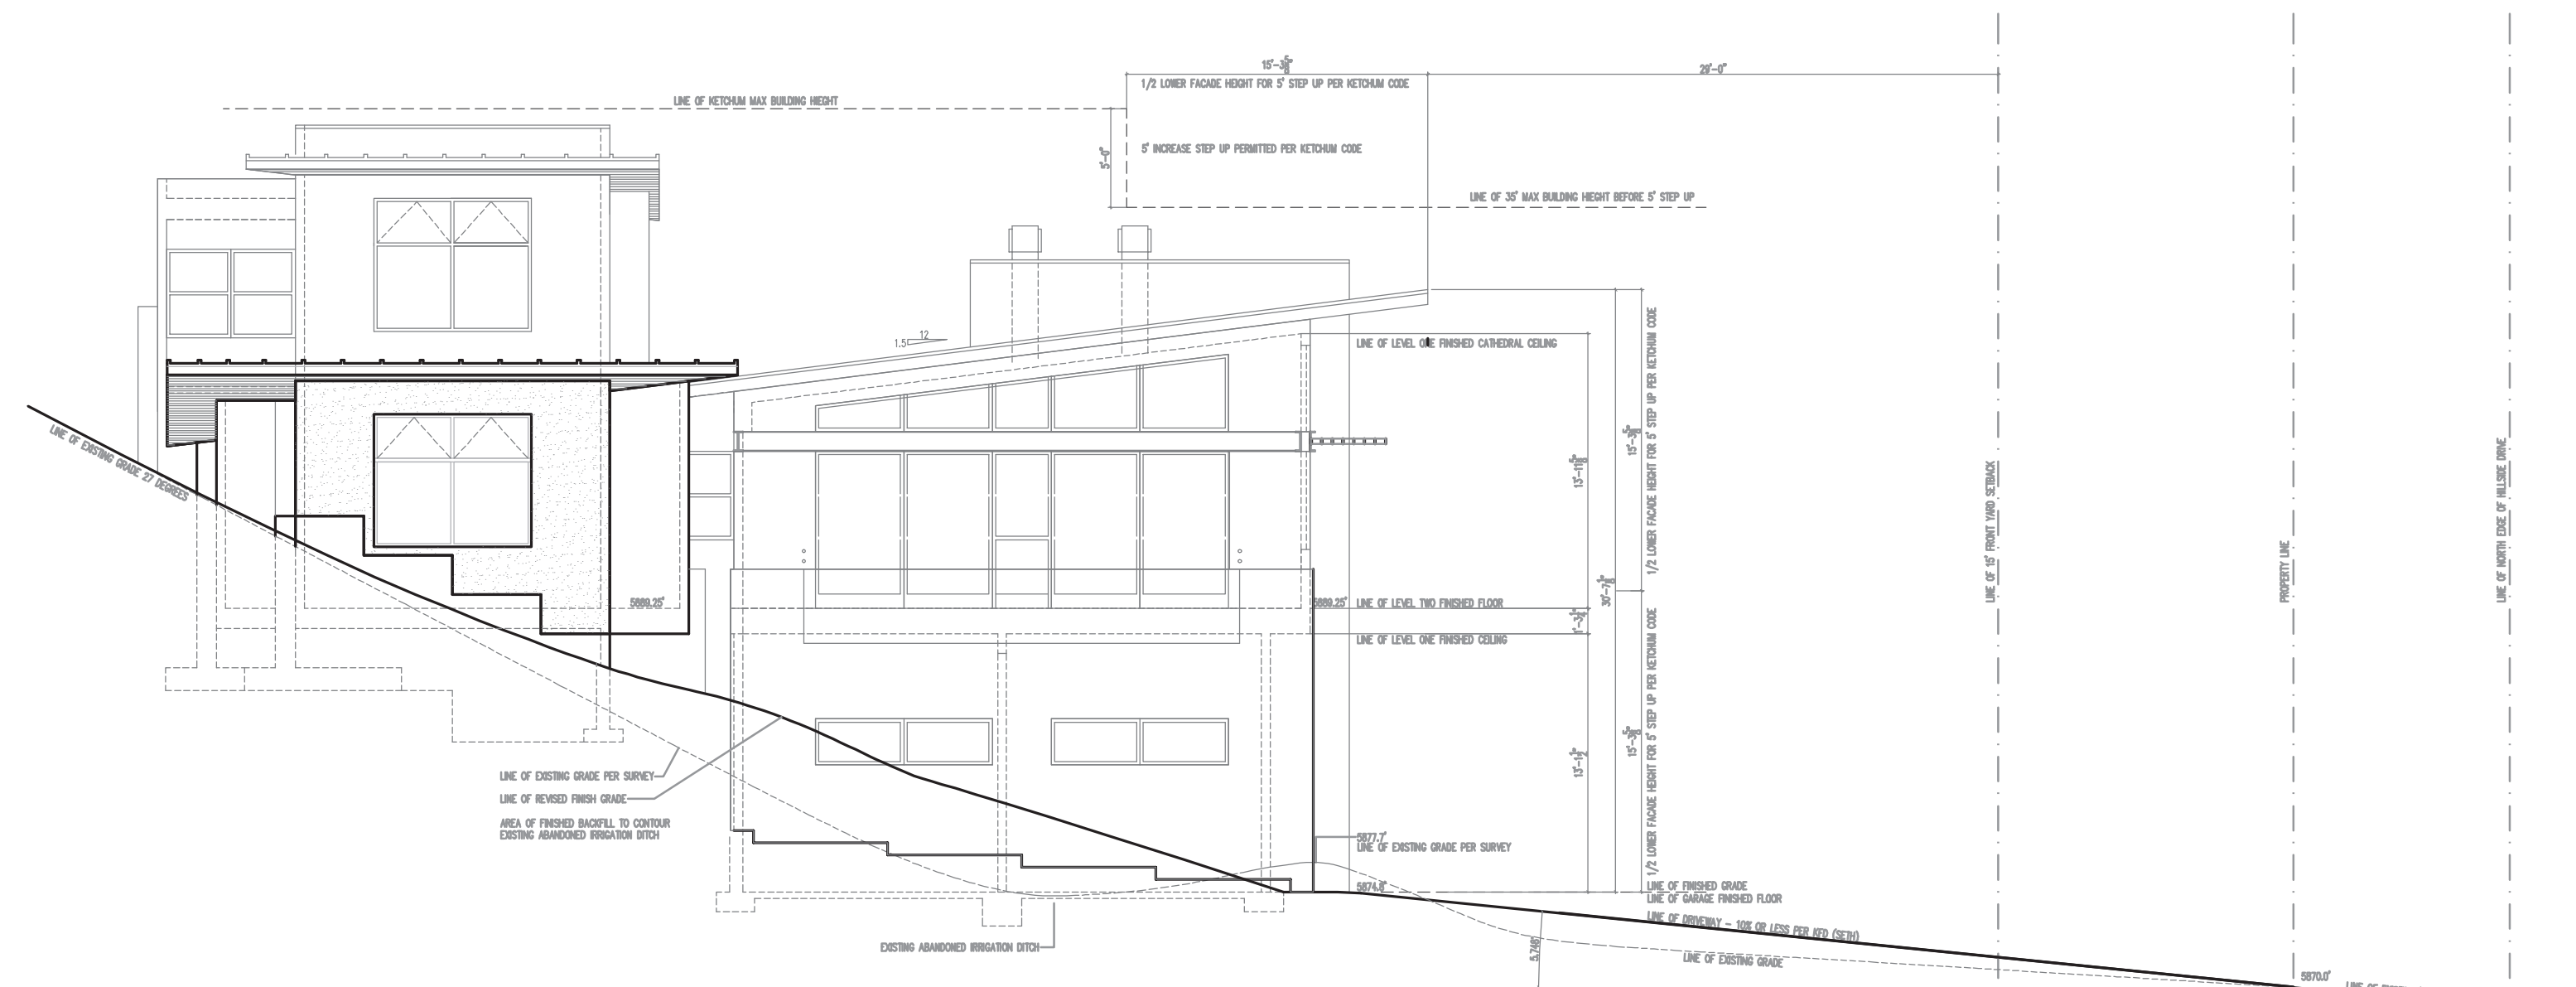 15'-3⅝"
1/2 LOWER FACADE HEIGHT FOR 5' STEP UP PER KETCHUM CODE
29'-0"
LINE OF KETCHUM MAX BUILDING HIEGHT
5'-0"
5' INCREASE STEP UP PERMITTED PER KETCHUM CODE
LINE OF 35' MAX BUILDING HIEGHT BEFORE 5' STEP UP
12
1.5
LINE OF LEVEL ONE FINISHED CATHEDRAL CEILING
1/2 LOWER FACADE HEIGHT FOR 5' STEP UP PER KETCHUM CODE
15'-3⅝"
13'-11⅝"
LINE OF EXISTING GRADE 27 DEGREES
LINE OF 15' FRONT YARD SETBACK
PROPERTY LINE
LINE OF NORTH EDGE OF HILLSIDE DRIVE
30'-7⅛"
5889.25'
5889.25'
LINE OF LEVEL TWO FINISHED FLOOR
1'-3¼"
LINE OF LEVEL ONE FINISHED CEILING
1/2 LOWER FACADE HEIGHT FOR 5' STEP UP PER KETCHUM CODE
15'-3⅝"
13'-1½"
LINE OF EXISTING GRADE PER SURVEY
LINE OF REVISED FINISH GRADE
AREA OF FINISHED BACKFILL TO CONTOUR
EXISTING ABANDONED IRRIGATION DITCH
5877.7'
LINE OF EXISTING GRADE PER SURVEY
5874.8'
LINE OF FINISHED GRADE
LINE OF GARAGE FINISHED FLOOR
LINE OF DRIVEWAY - 10% OR LESS PER KFD (SETH)
EXISTING ABANDONED IRRIGATION DITCH
5.746
LINE OF EXISTING GRADE
5870.0'